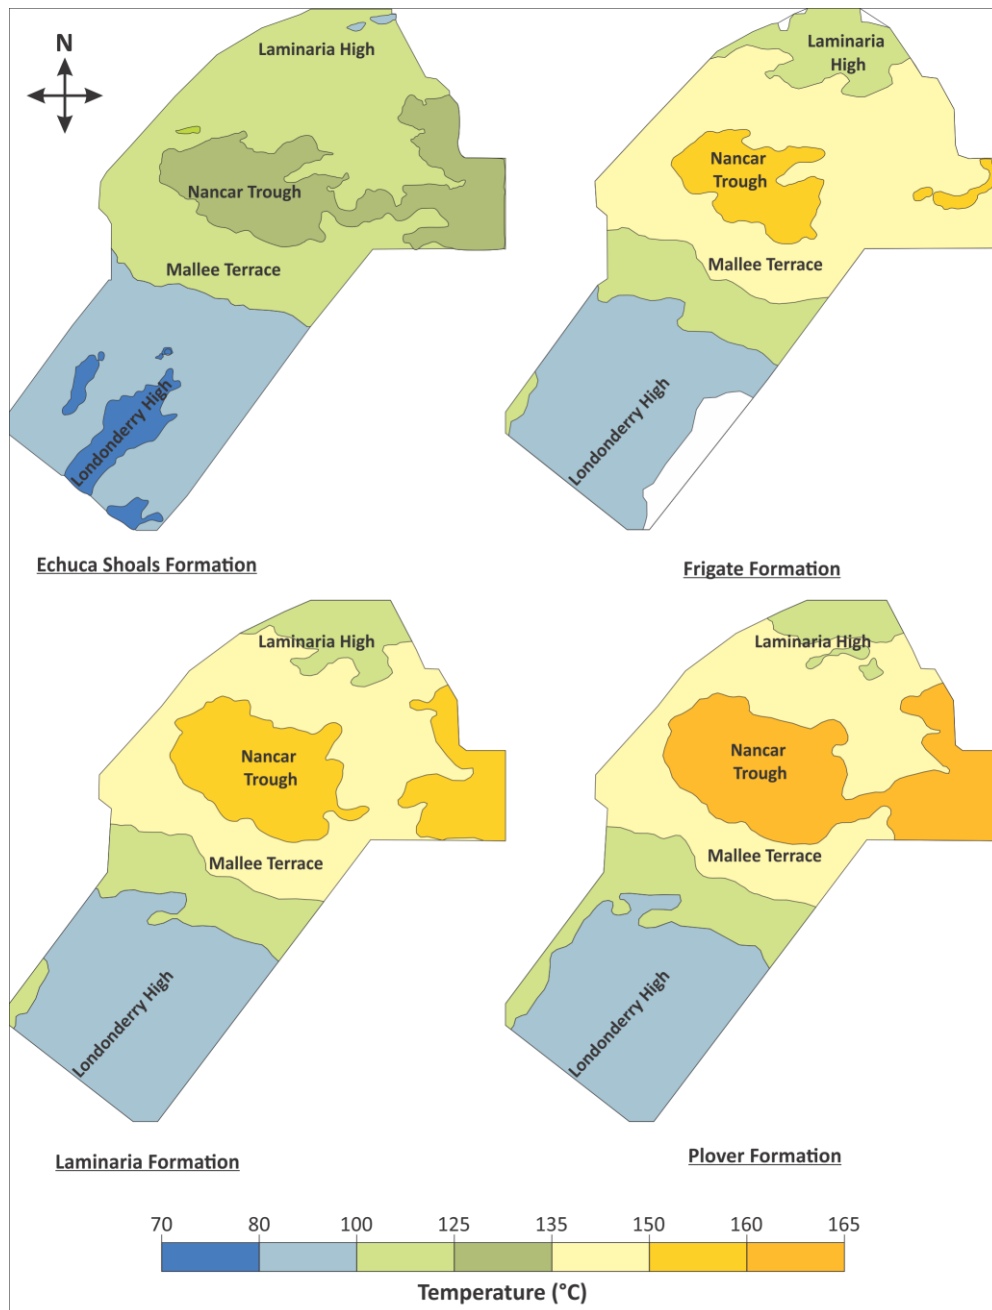 N
Laminaria High
Nancar Trough
Mallee Terrace
Londonderry High
Echuca Shoals Formation
Laminaria
High
Nancar
Trough
Mallee Terrace
Londonderry High
Frigate Formation
Laminaria High
Nancar
Trough
Mallee Terrace
Londonderry High
Laminaria Formation
Laminaria High
Nancar
Trough
Mallee Terrace
Londonderry High
Plover Formation
70 80 100 125 135 150 160 165
Temperature (°C)